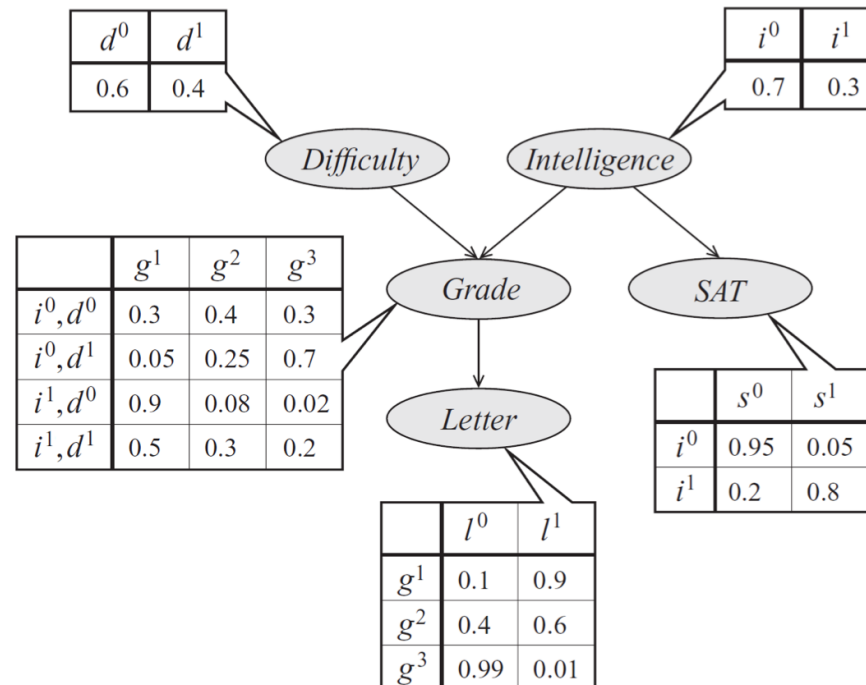 d⁰ d¹
0.6 0.4
i⁰ i¹
0.7 0.3
Difficulty
Intelligence
g¹ g² g³
i⁰,d⁰ 0.3 0.4 0.3
i⁰,d¹ 0.05 0.25 0.7
i¹,d⁰ 0.9 0.08 0.02
i¹,d¹ 0.5 0.3 0.2
Grade
SAT
s⁰ s¹
i⁰ 0.95 0.05
i¹ 0.2 0.8
Letter
l⁰ l¹
g¹ 0.1 0.9
g² 0.4 0.6
g³ 0.99 0.01